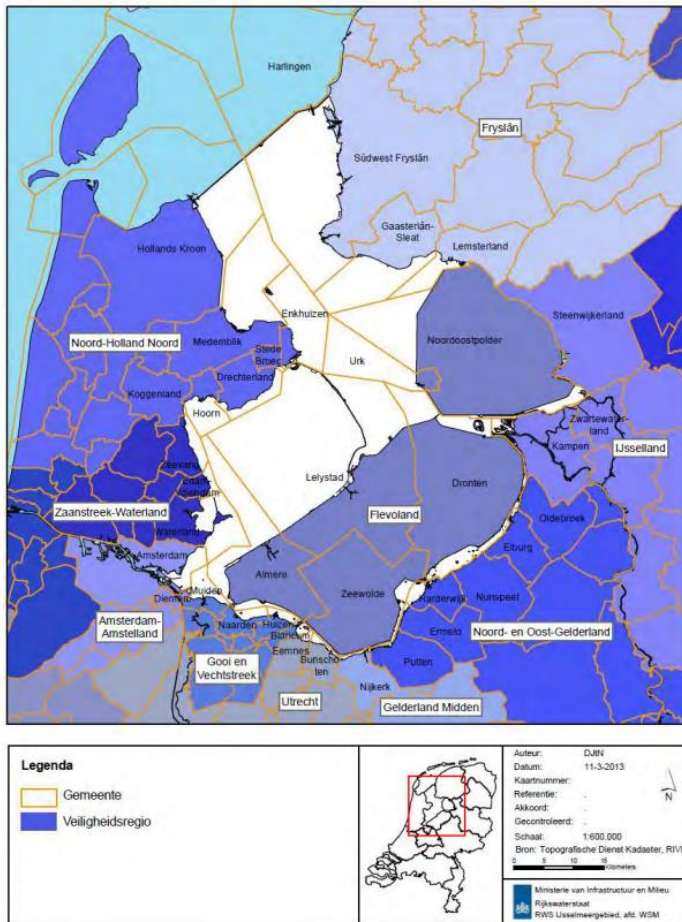 Harlingen
Fryslân
Súdwest Fryslân
Gaasterlân-
Sleat
Lemsterland
Hollands Kroon
Enkhuizen
Steenwijkerland
Noordoostpolder
Noord-Holland Noord
Medemblik
Stede
Broec
Urk
Drechterland
Koggenland
Hoorn
Zwartewater-
land
Kampen
IJsselland
Zeevang
Edam-
Volendam
Lelystad
Dronten
Zaanstreek-Waterland
Flevoland
Waterland
Oldebroek
Elburg
Amsterdam
Almere
Muiden
Diemen
Zeewolde
Harderwijk
Nunspeet
Amsterdam-
Amstelland
Naarden
Huizen
Blaricum
Ermelo
Noord- en Oost-Gelderland
Eemnes
Gooi en
Vechtstreek
Bunscho-
ten
Putten
Utrecht
Nijkerk
Gelderland Midden
Legenda
Gemeente
Veiligheidsregio
Auteur: DJtN
Datum: 11-3-2013
Kaartnummer:
Referentie: .
Akkoord: .
Gecontroleerd: .
Schaal: 1:600.000
Bron: Topografische Dienst Kadaster, RIVM
0 5 10 15
Kilometers
N
Ministerie van Infrastructuur en Milieu
Rijkswaterstaat
RWS IJsselmeergebied, afd. WSM